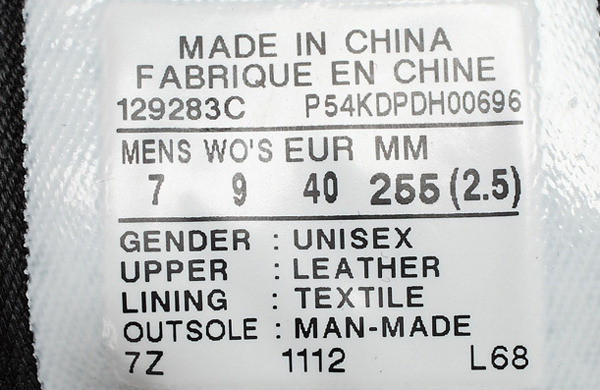 MADE IN CHINA
FABRIQUE EN CHINE
129283C P54KDPDH00696
MENS WO'S EUR MM
7 9 40 255 (2.5)
GENDER : UNISEX
UPPER : LEATHER
LINING : TEXTILE
OUTSOLE : MAN-MADE
7Z 1112 L68